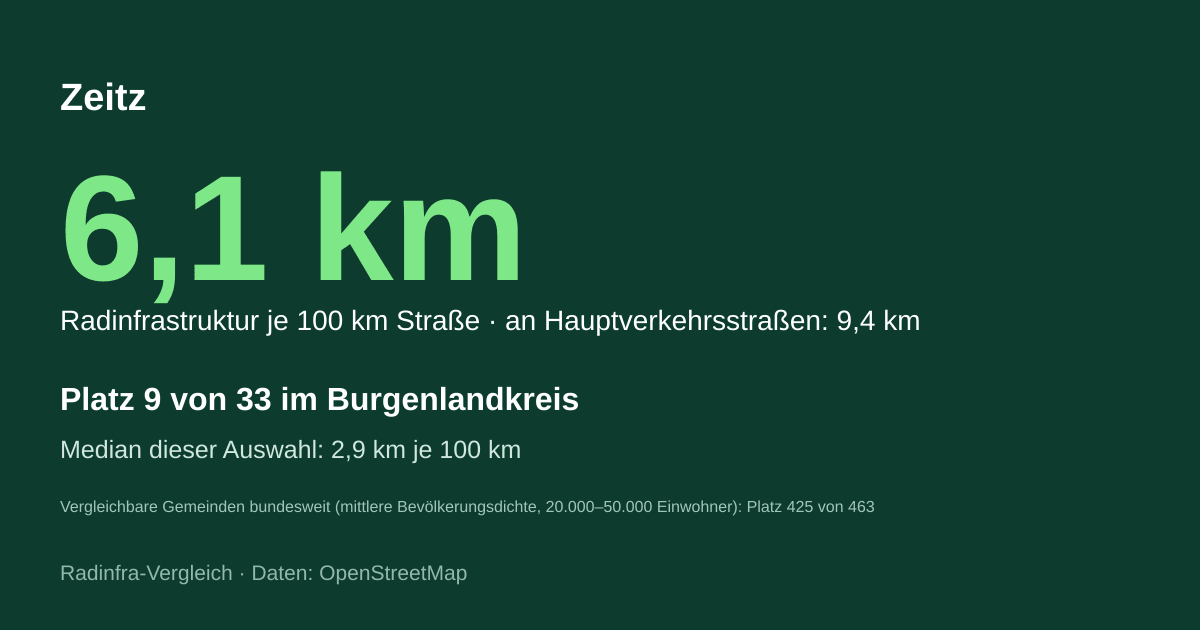 Zeitz
6,1 km
Radinfrastruktur je 100 km Straße · an Hauptverkehrsstraßen: 9,4 km
Platz 9 von 33 im Burgenlandkreis
Median dieser Auswahl: 2,9 km je 100 km
Vergleichbare Gemeinden bundesweit (mittlere Bevölkerungsdichte, 20.000–50.000 Einwohner): Platz 425 von 463
Radinfra-Vergleich · Daten: OpenStreetMap